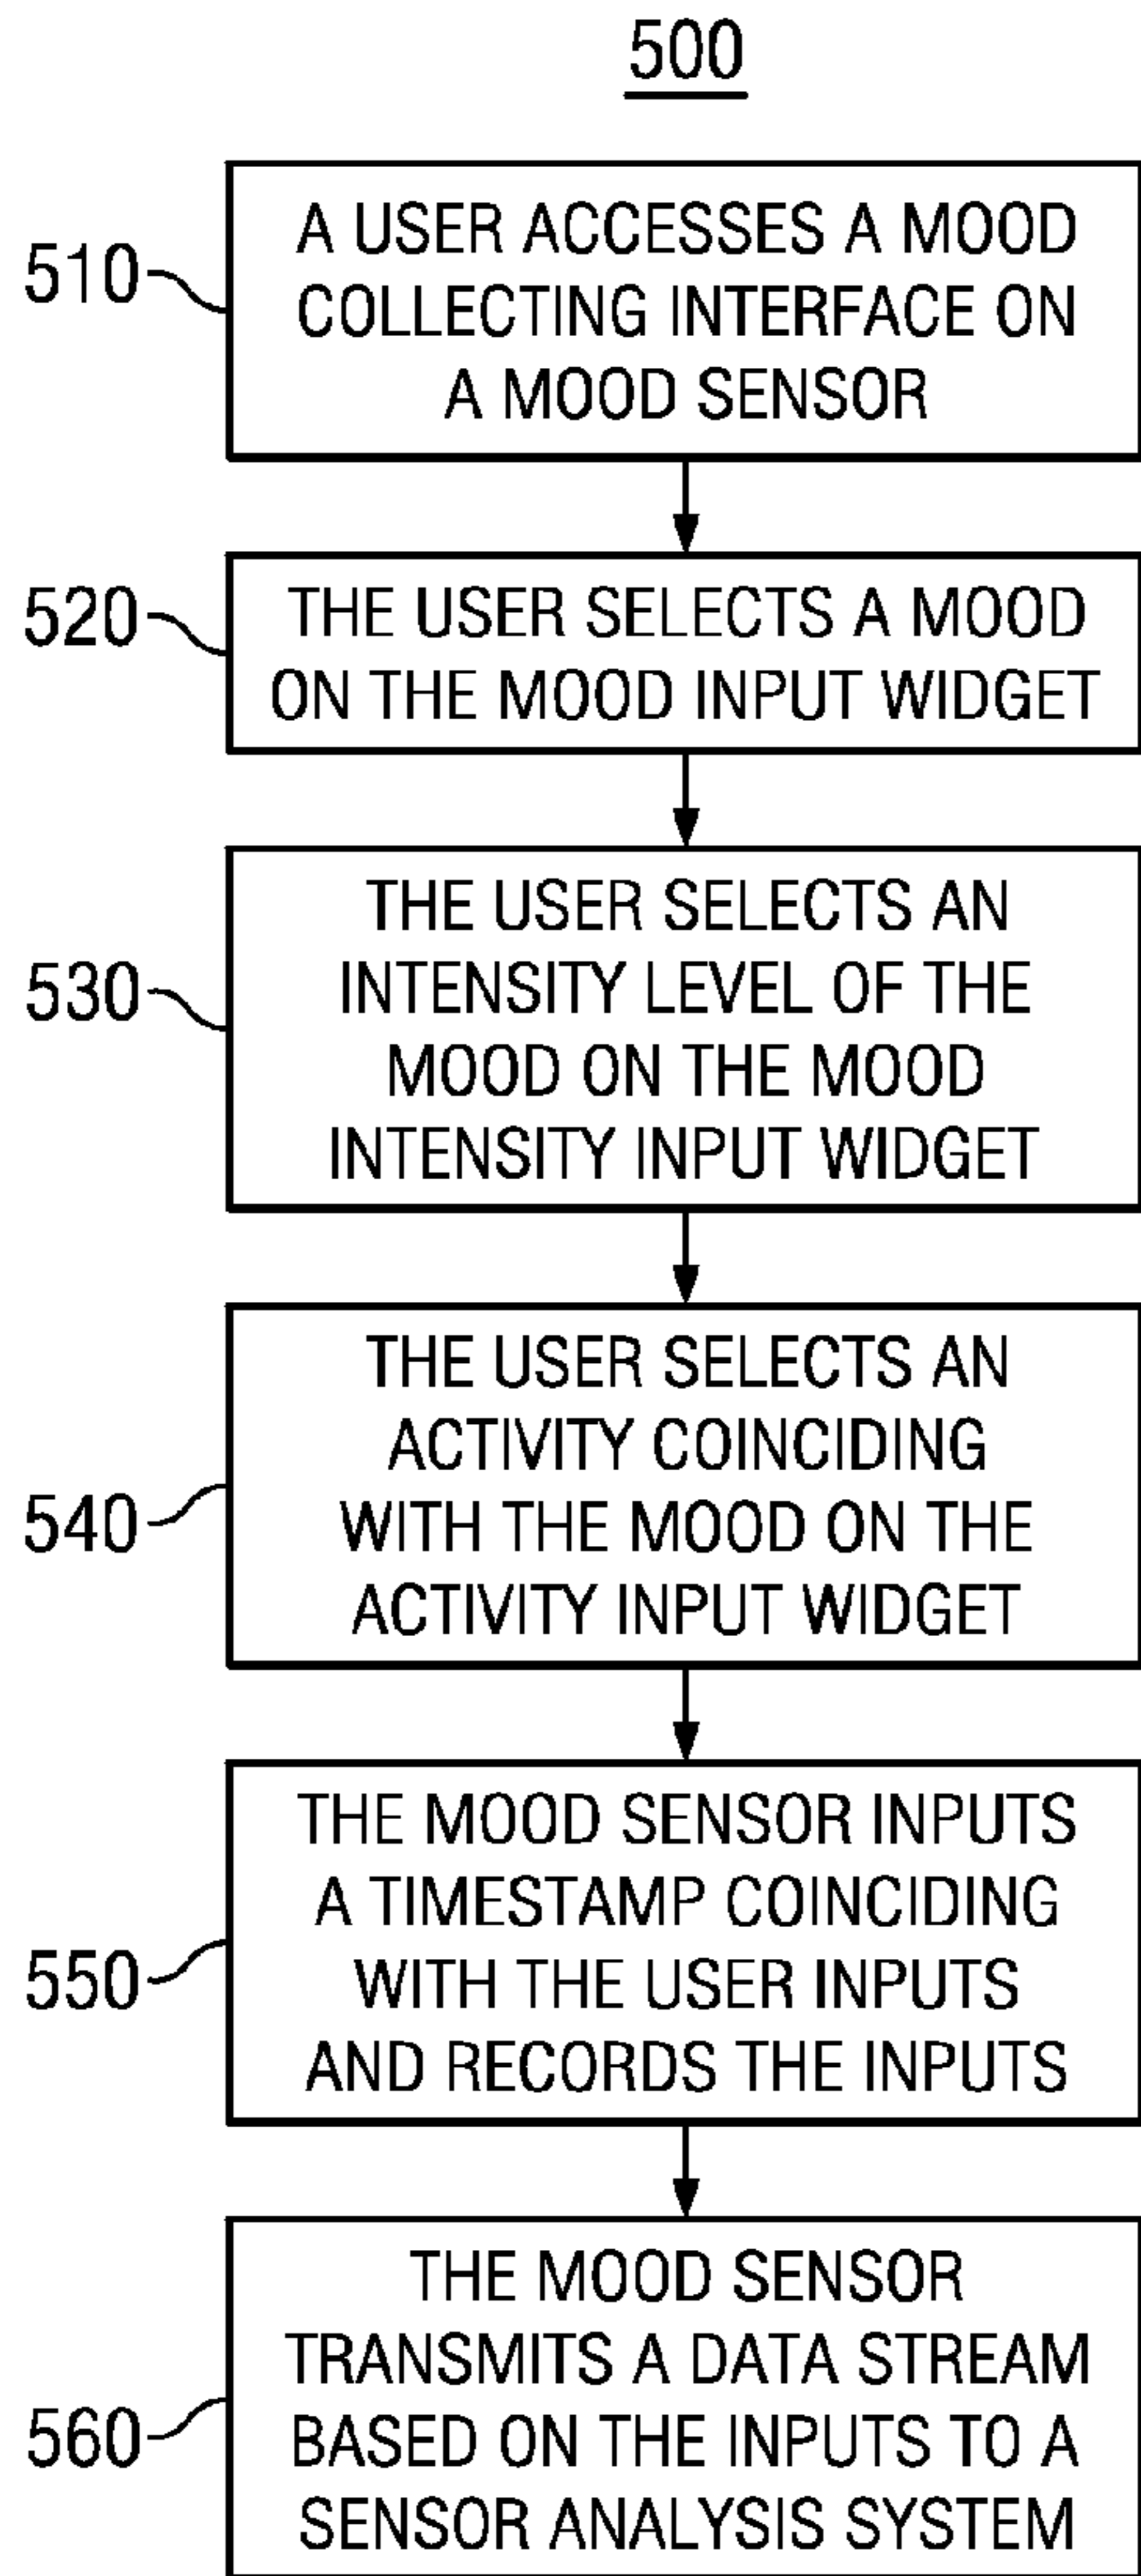 500
510
A USER ACCESSES A MOOD
COLLECTING INTERFACE ON
A MOOD SENSOR
520
THE USER SELECTS A MOOD
ON THE MOOD INPUT WIDGET
530
THE USER SELECTS AN
INTENSITY LEVEL OF THE
MOOD ON THE MOOD
INTENSITY INPUT WIDGET
540
THE USER SELECTS AN
ACTIVITY COINCIDING
WITH THE MOOD ON THE
ACTIVITY INPUT WIDGET
550
THE MOOD SENSOR INPUTS
A TIMESTAMP COINCIDING
WITH THE USER INPUTS
AND RECORDS THE INPUTS
560
THE MOOD SENSOR
TRANSMITS A DATA STREAM
BASED ON THE INPUTS TO A
SENSOR ANALYSIS SYSTEM